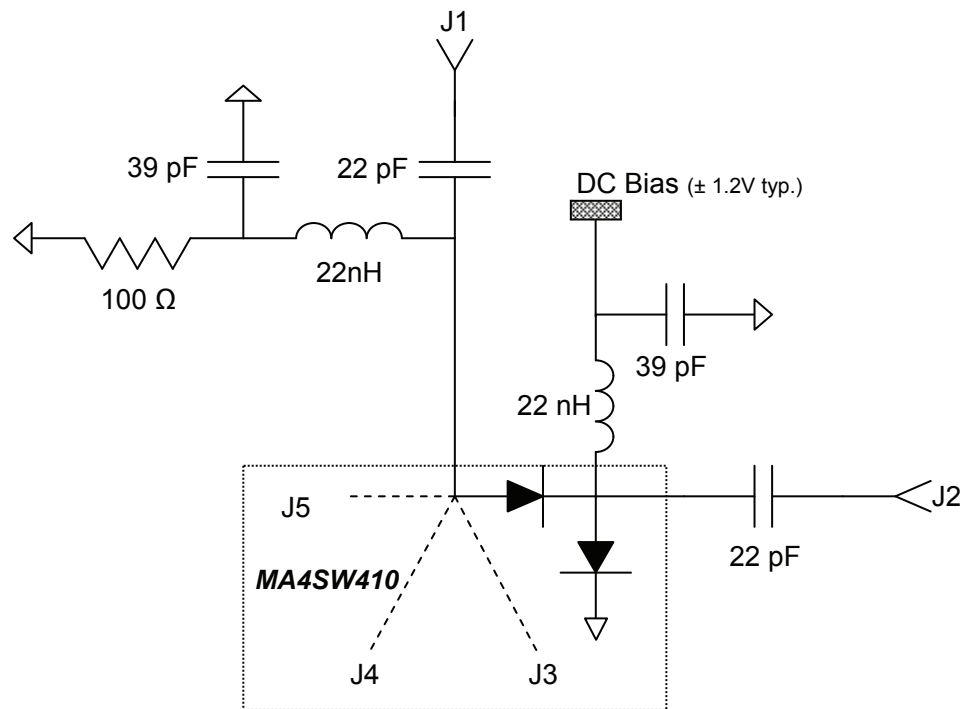 J1
39 pF
22 pF
DC Bias (± 1.2V typ.)
22nH
100 Ω
39 pF
22 nH
J5
J2
22 pF
MA4SW410
J4
J3